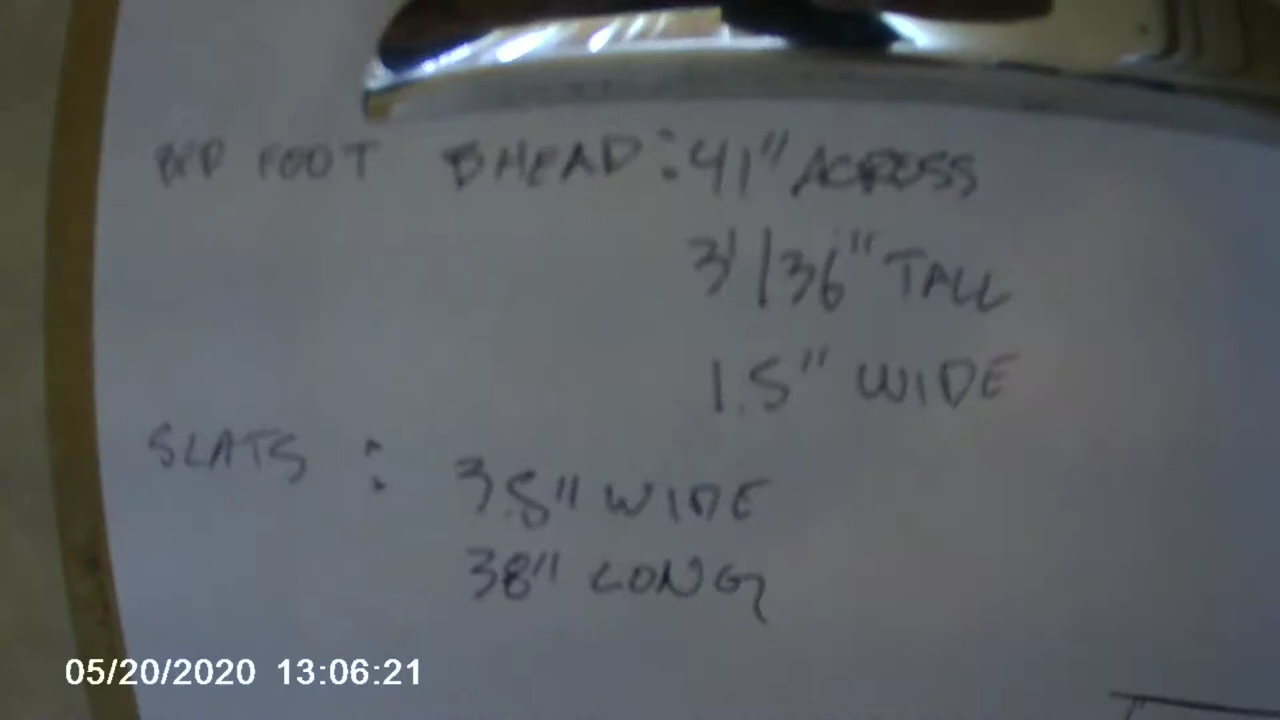 BED FOOT BHEAD: 41" ACROSS
3'/36" TALL
1.5" WIDE
SLATS : 3.5" WIDE
38" LONG
05/20/2020 13:06:21